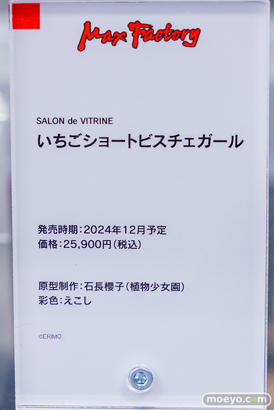 Max Factory
SALON de VITRINE
いちごショートビスチェガール
発売時期：2024年12月予定
価格：25,900円（税込）
原型制作：石長櫻子（植物少女園）
彩色：えこし
©ERIMO
moeyo.com